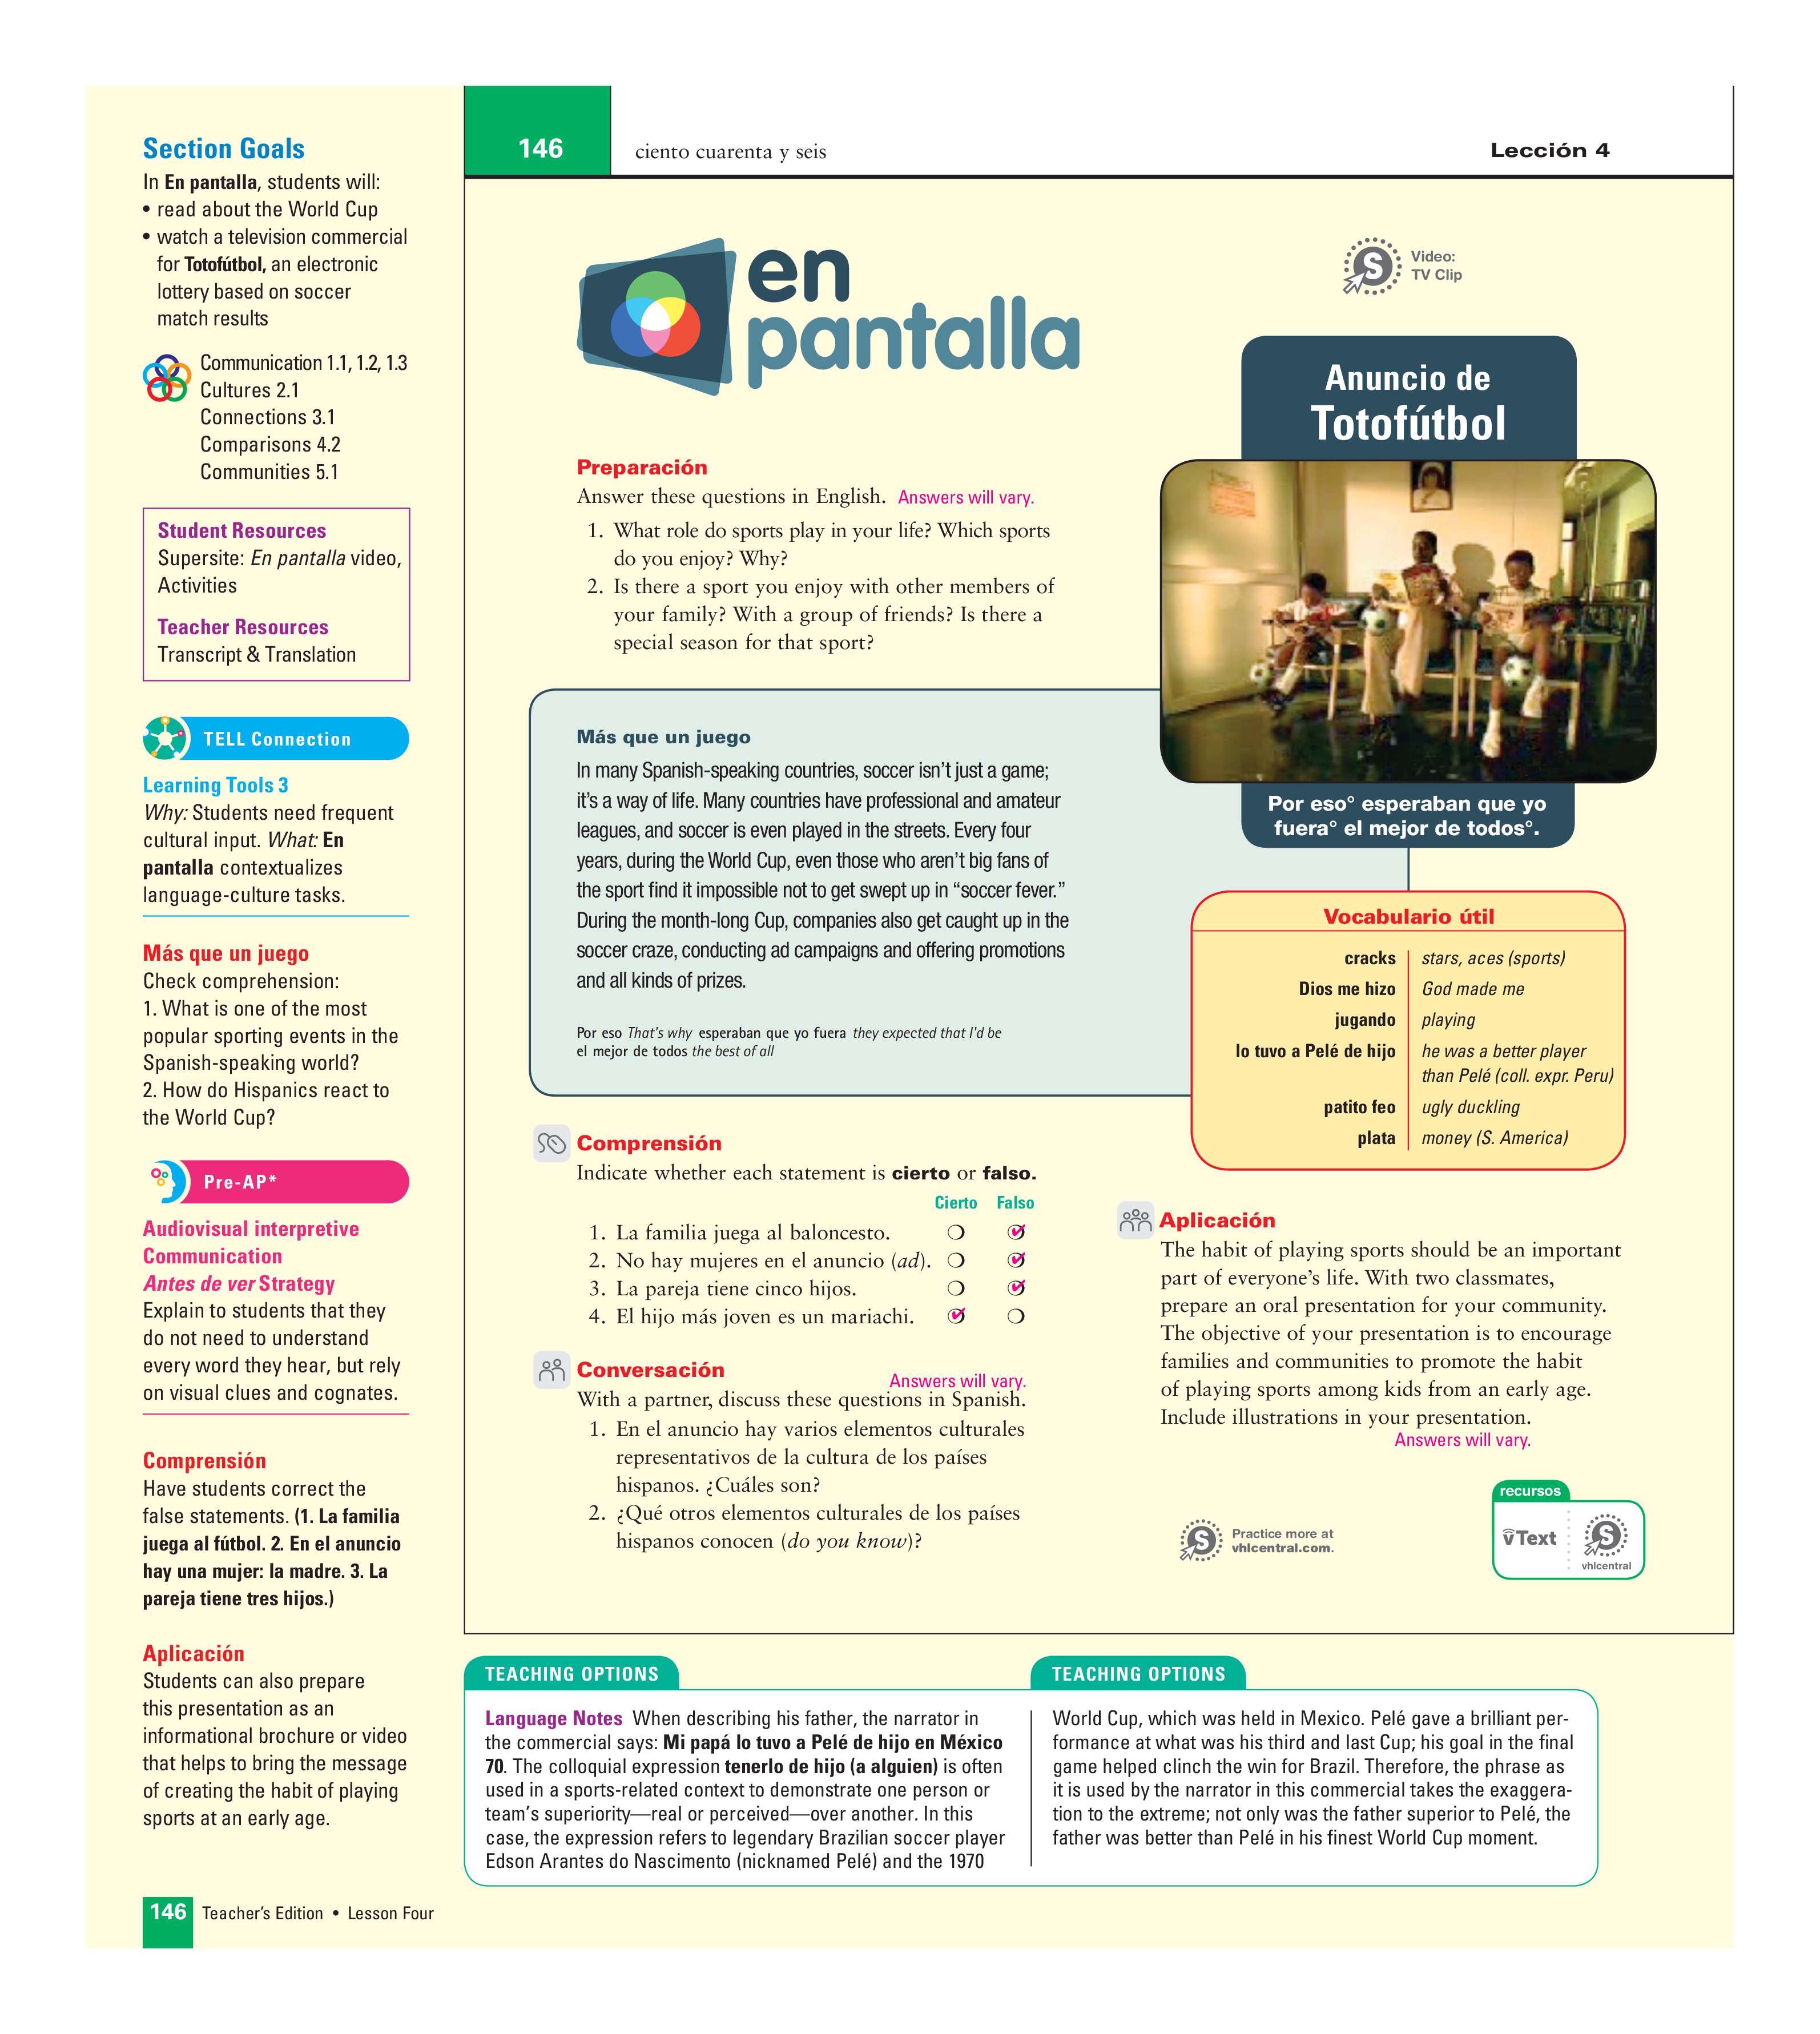 Section Goals
In En pantalla, students will:
• read about the World Cup
• watch a television commercial
for Totofútbol, an electronic
lottery based on soccer
match results
Communication 1.1, 1.2, 1.3
Cultures 2.1
Connections 3.1
Comparisons 4.2
Communities 5.1
Student Resources
Supersite: En pantalla video,
Activities
Teacher Resources
Transcript & Translation
TELL Connection
Learning Tools 3
Why: Students need frequent
cultural input. What: En
pantalla contextualizes
language-culture tasks.
Más que un juego
Check comprehension:
1. What is one of the most
popular sporting events in the
Spanish-speaking world?
2. How do Hispanics react to
the World Cup?
Pre-AP*
Audiovisual interpretive
Communication
Antes de ver Strategy
Explain to students that they
do not need to understand
every word they hear, but rely
on visual clues and cognates.
Comprensión
Have students correct the
false statements. (1. La familia
juega al fútbol. 2. En el anuncio
hay una mujer: la madre. 3. La
pareja tiene tres hijos.)
Aplicación
Students can also prepare
this presentation as an
informational brochure or video
that helps to bring the message
of creating the habit of playing
sports at an early age.
146
ciento cuarenta y seis
Lección 4
en
pantalla
S
Video:
TV Clip
Anuncio de
Totofútbol
Preparación
Answer these questions in English. Answers will vary.
1. What role do sports play in your life? Which sports
do you enjoy? Why?
2. Is there a sport you enjoy with other members of
your family? With a group of friends? Is there a
special season for that sport?
Más que un juego
In many Spanish-speaking countries, soccer isn't just a game;
it's a way of life. Many countries have professional and amateur
leagues, and soccer is even played in the streets. Every four
years, during the World Cup, even those who aren't big fans of
the sport find it impossible not to get swept up in "soccer fever."
During the month-long Cup, companies also get caught up in the
soccer craze, conducting ad campaigns and offering promotions
and all kinds of prizes.
Por eso That's why esperaban que yo fuera they expected that I'd be
el mejor de todos the best of all
Por eso° esperaban que yo
fuera° el mejor de todos°.
Vocabulario útil
cracks stars, aces (sports)
Dios me hizo God made me
jugando playing
lo tuvo a Pelé de hijo he was a better player
than Pelé (coll. expr. Peru)
patito feo ugly duckling
plata money (S. America)
Comprensión
Indicate whether each statement is cierto or falso.
Cierto Falso
1. La familia juega al baloncesto.
2. No hay mujeres en el anuncio (ad).
3. La pareja tiene cinco hijos.
4. El hijo más joven es un mariachi.
Conversación
Answers will vary.
With a partner, discuss these questions in Spanish.
1. En el anuncio hay varios elementos culturales
representativos de la cultura de los países
hispanos. ¿Cuáles son?
2. ¿Qué otros elementos culturales de los países
hispanos conocen (do you know)?
Aplicación
The habit of playing sports should be an important
part of everyone's life. With two classmates,
prepare an oral presentation for your community.
The objective of your presentation is to encourage
families and communities to promote the habit
of playing sports among kids from an early age.
Include illustrations in your presentation.
Answers will vary.
S
Practice more at
vhlcentral.com.
recursos
vText
S
vhlcentral
TEACHING OPTIONS
Language Notes When describing his father, the narrator in
the commercial says: Mi papá lo tuvo a Pelé de hijo en México
70. The colloquial expression tenerlo de hijo (a alguien) is often
used in a sports-related context to demonstrate one person or
team's superiority—real or perceived—over another. In this
case, the expression refers to legendary Brazilian soccer player
Edson Arantes do Nascimento (nicknamed Pelé) and the 1970
TEACHING OPTIONS
World Cup, which was held in Mexico. Pelé gave a brilliant per-
formance at what was his third and last Cup; his goal in the final
game helped clinch the win for Brazil. Therefore, the phrase as
it is used by the narrator in this commercial takes the exaggera-
tion to the extreme; not only was the father superior to Pelé, the
father was better than Pelé in his finest World Cup moment.
146 Teacher's Edition • Lesson Four